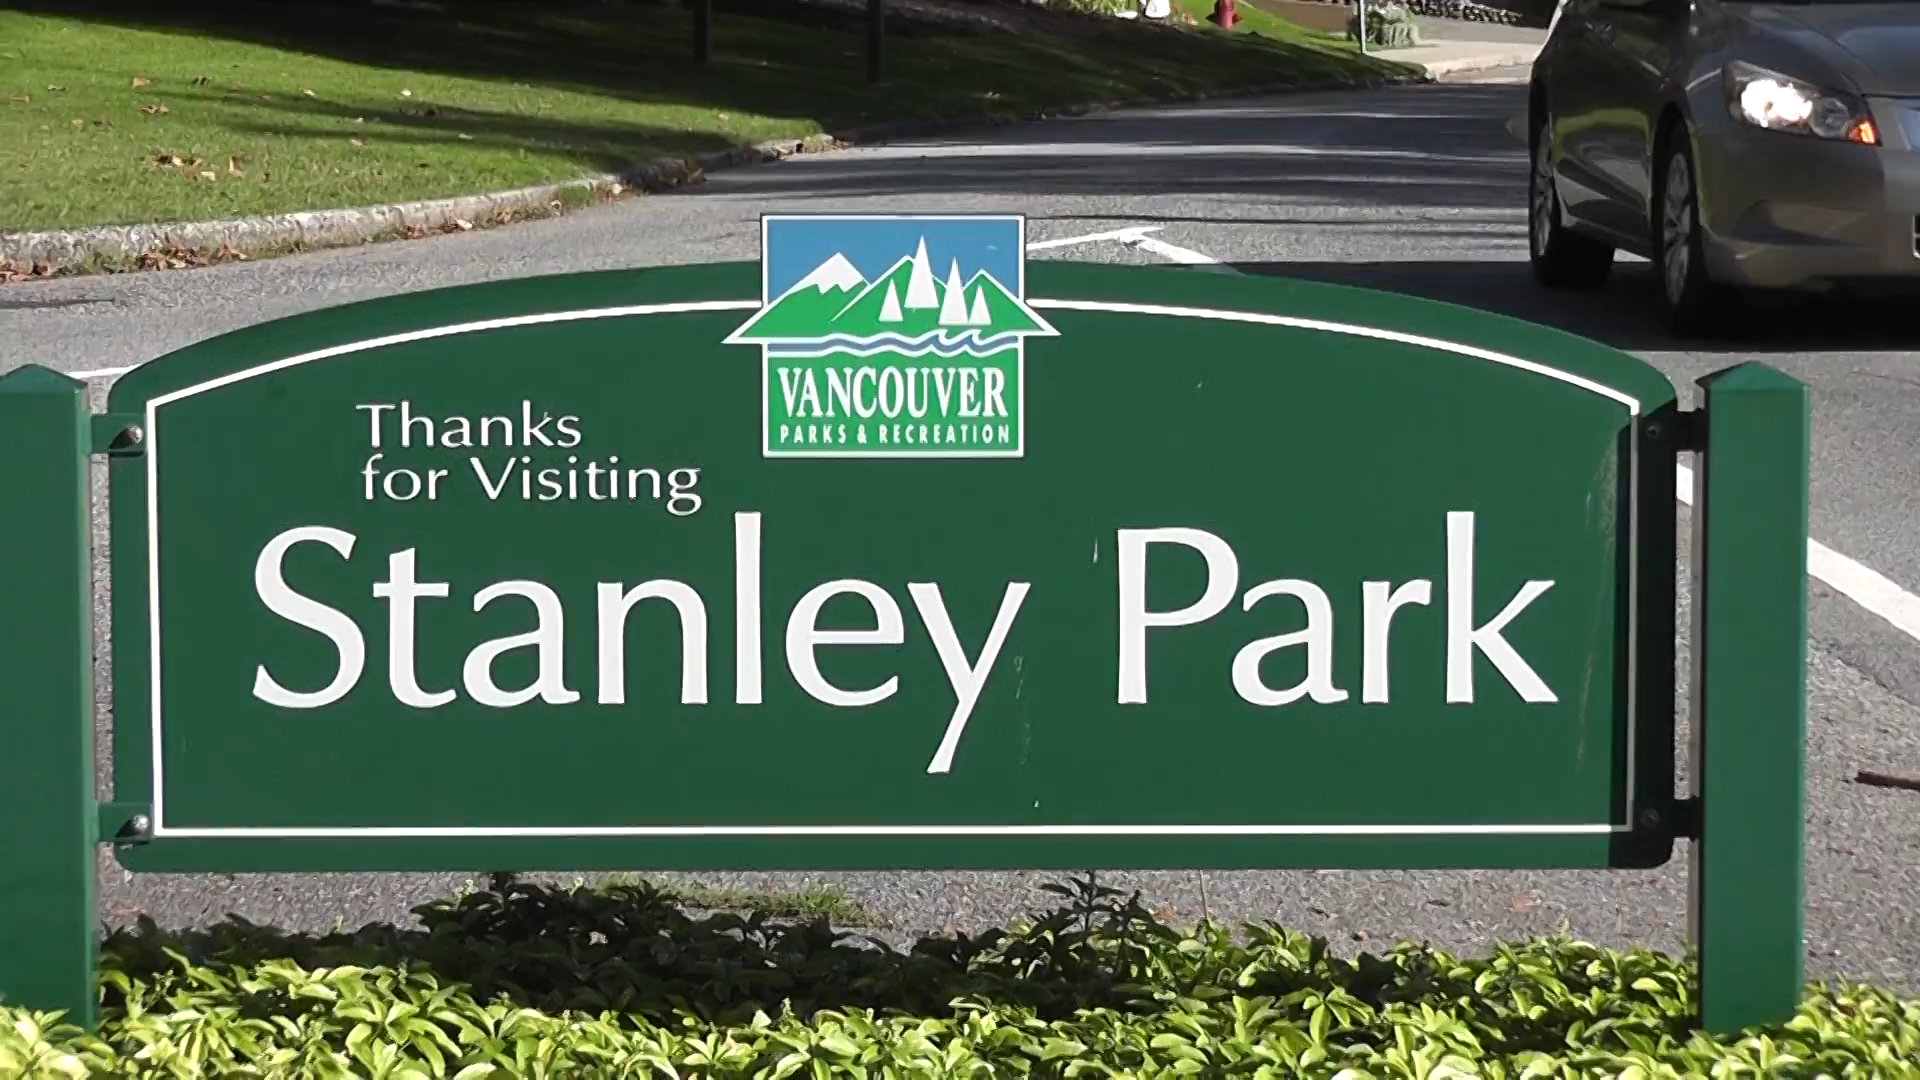 VANCOUVER
PARKS & RECREATION
Thanks
for Visiting
Stanley Park